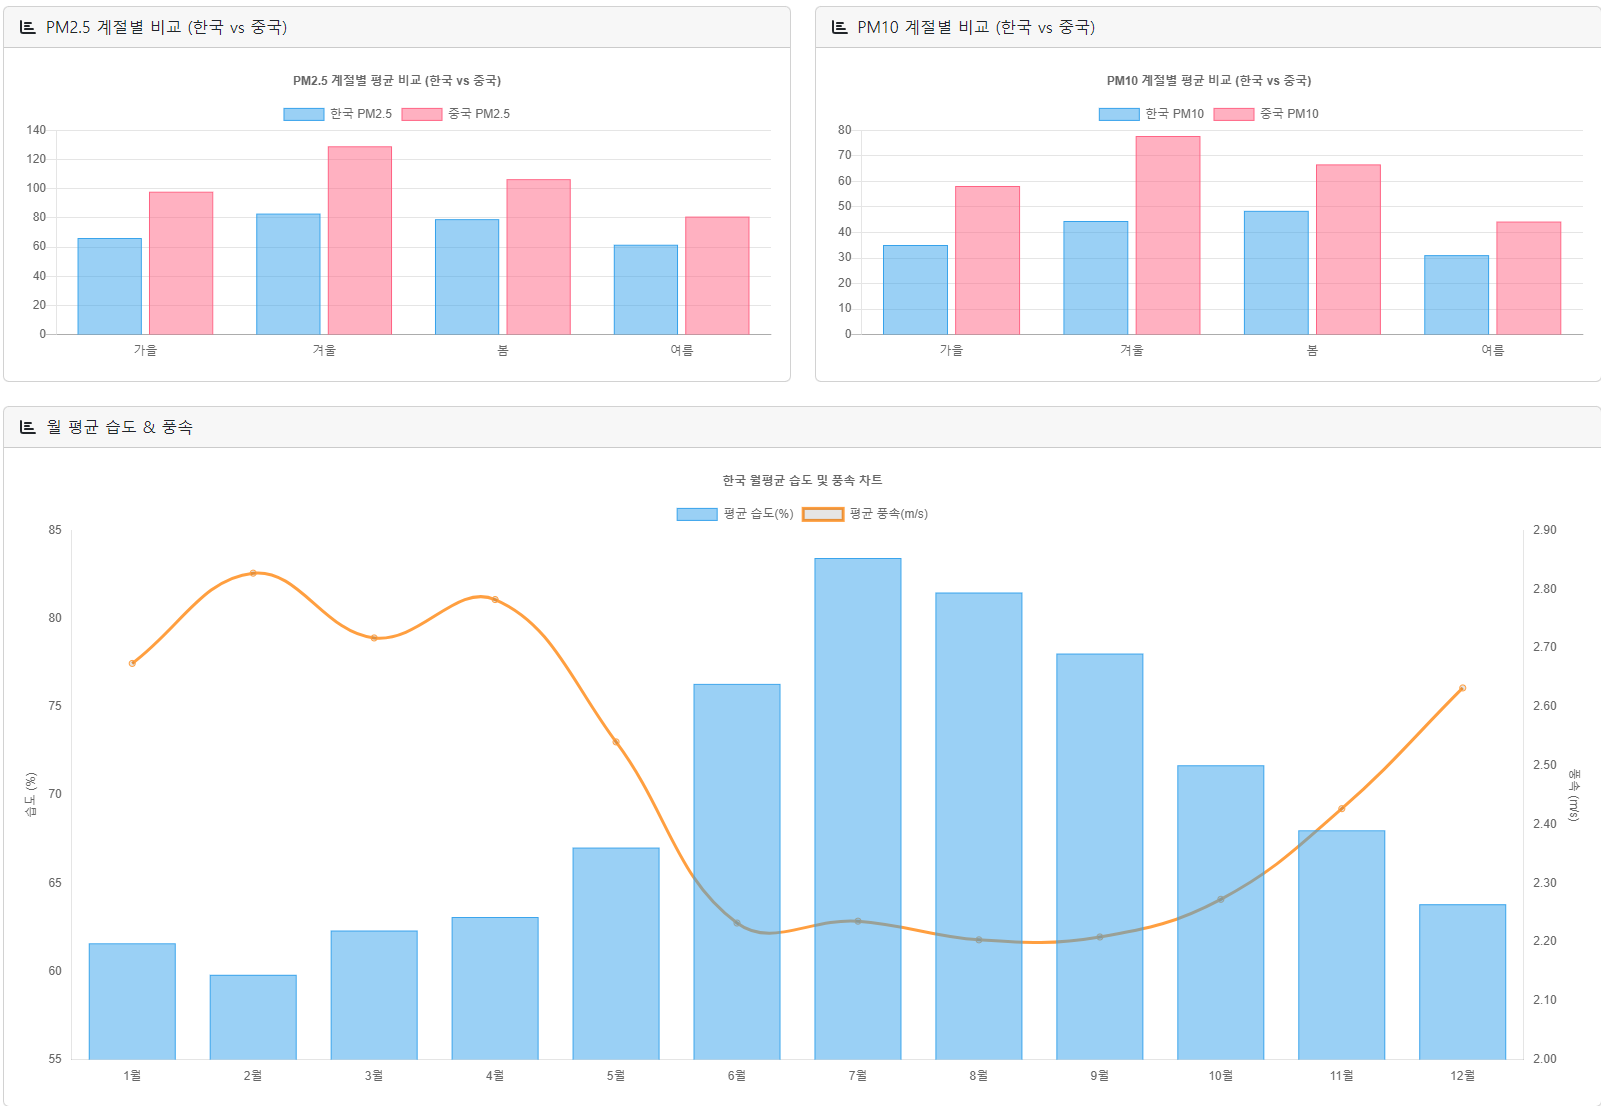 PM2.5 계절별 비교 (한국 vs 중국)
PM2.5 계절별 평균 비교 (한국 vs 중국)
한국 PM2.5 중국 PM2.5
140
120
100
80
60
40
20
0
가을 겨울 봄 여름
PM10 계절별 비교 (한국 vs 중국)
PM10 계절별 평균 비교 (한국 vs 중국)
한국 PM10 중국 PM10
80
70
60
50
40
30
20
10
0
가을 겨울 봄 여름
월 평균 습도 & 풍속
한국 월평균 습도 및 풍속 차트
평균 습도(%) 평균 풍속(m/s)
85
80
75
70
65
60
55
습도 (%)
2.90
2.80
2.70
2.60
2.50
2.40
2.30
2.20
2.10
2.00
풍속 (m/s)
1월 2월 3월 4월 5월 6월 7월 8월 9월 10월 11월 12월